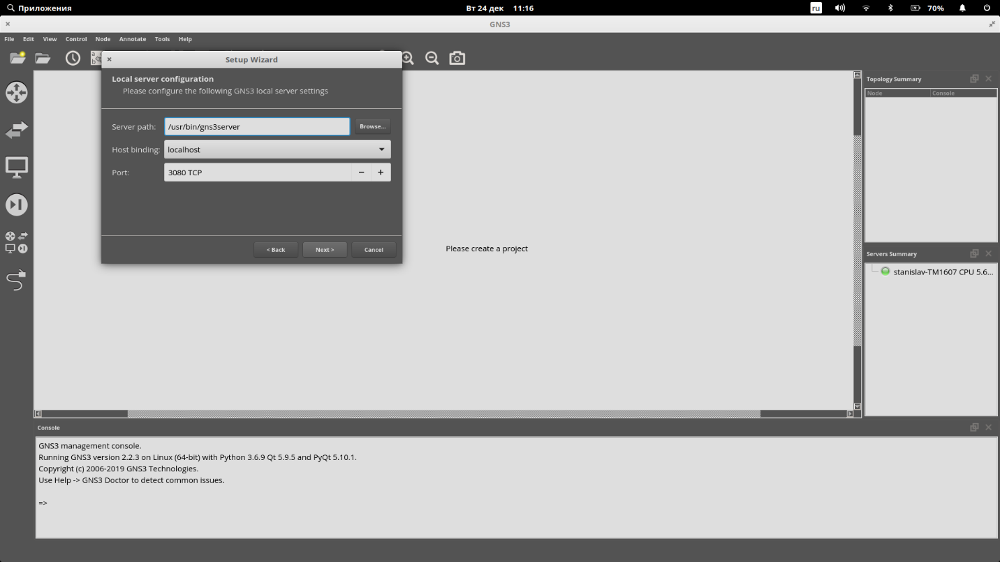 Приложения
Вт 24 дек 11:16
ru
70%
GNS3
File Edit View Control Node Annotate Tools Help
Setup Wizard
Local server configuration
Please configure the following GNS3 local server settings
Server path: /usr/bin/gns3server Browse...
Host binding: localhost
Port: 3080 TCP
< Back Next > Cancel
Please create a project
Topology Summary
Node Console
Servers Summary
stanislav-TM1607 CPU 5.6...
Console
GNS3 management console.
Running GNS3 version 2.2.3 on Linux (64-bit) with Python 3.6.9 Qt 5.9.5 and PyQt 5.10.1.
Copyright (c) 2006-2019 GNS3 Technologies.
Use Help -> GNS3 Doctor to detect common issues.
=>